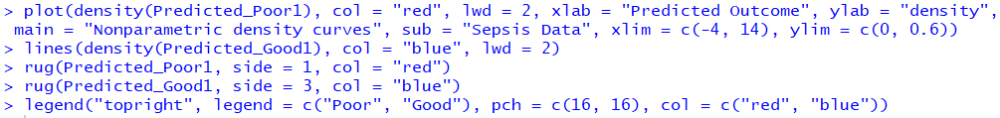 > plot(density(Predicted_Poor1), col = "red", lwd = 2, xlab = "Predicted Outcome", ylab = "density",
main = "Nonparametric density curves", sub = "Sepsis Data", xlim = c(-4, 14), ylim = c(0, 0.6))
> lines(density(Predicted_Good1), col = "blue", lwd = 2)
> rug(Predicted_Poor1, side = 1, col = "red")
> rug(Predicted_Good1, side = 3, col = "blue")
> legend("topright", legend = c("Poor", "Good"), pch = c(16, 16), col = c("red", "blue"))